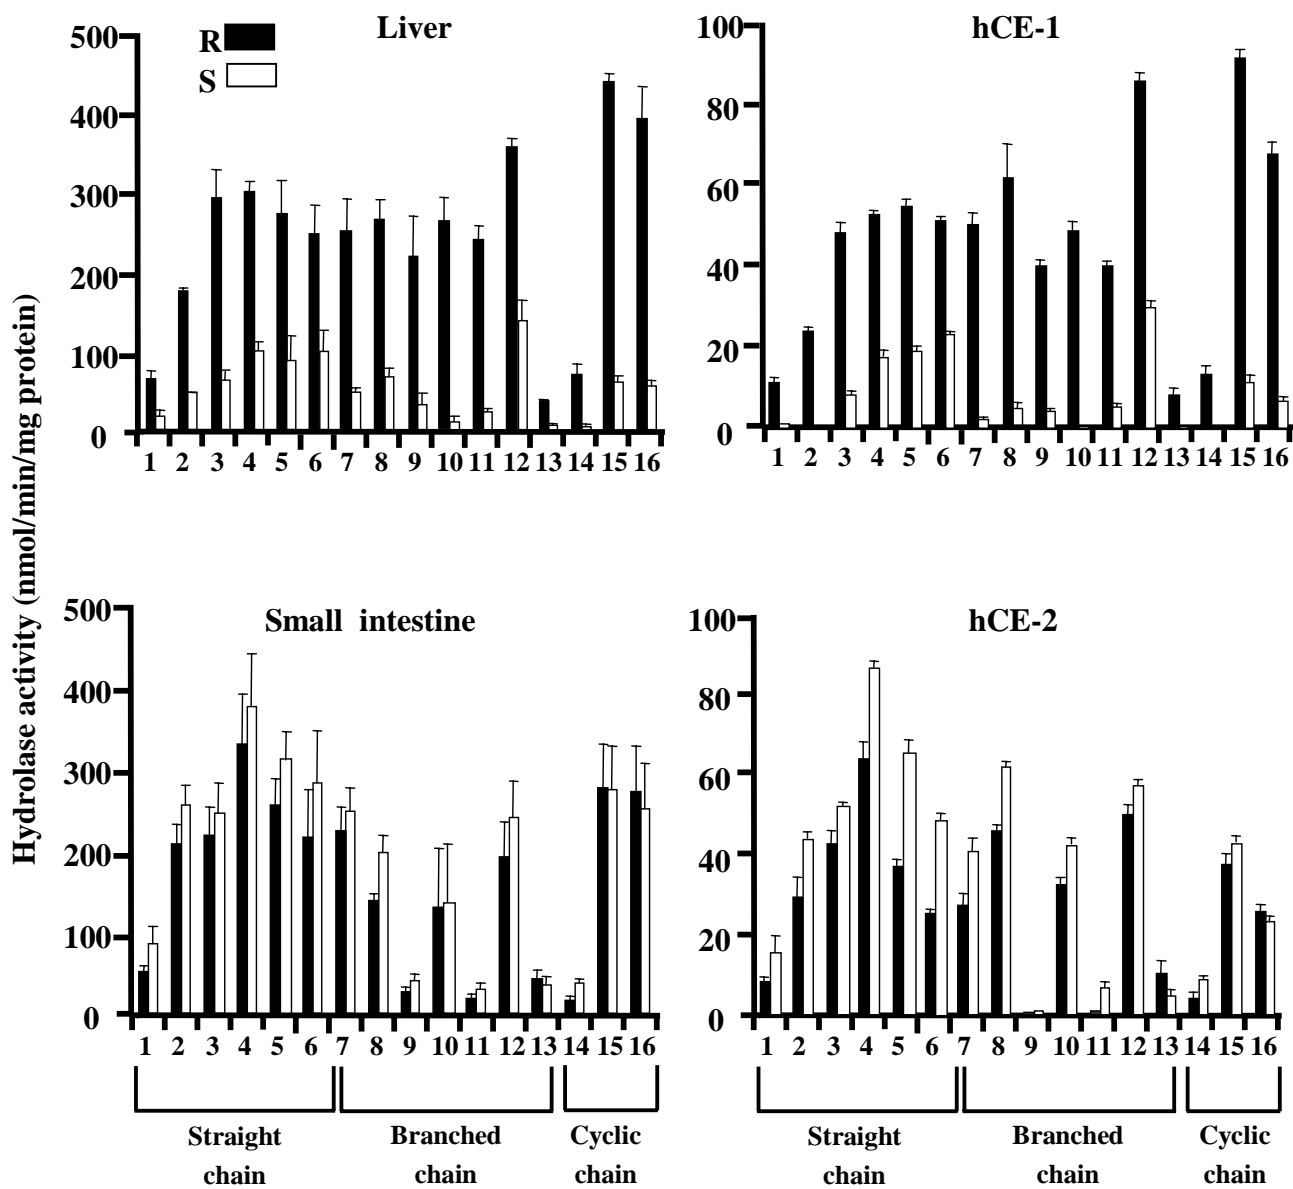 Hydrolase activity (nmol/min/mg protein)
Liver
R
S
500
400
300
200
100
0
1 2 3 4 5 6 7 8 9 10 11 12 13 14 15 16
hCE-1
100
80
60
40
20
0
1 2 3 4 5 6 7 8 9 10 11 12 13 14 15 16
Small intestine
500
400
300
200
100
0
1 2 3 4 5 6 7 8 9 10 11 12 13 14 15 16
Straight
chain
Branched
chain
Cyclic
chain
hCE-2
100
80
60
40
20
0
1 2 3 4 5 6 7 8 9 10 11 12 13 14 15 16
Straight
chain
Branched
chain
Cyclic
chain